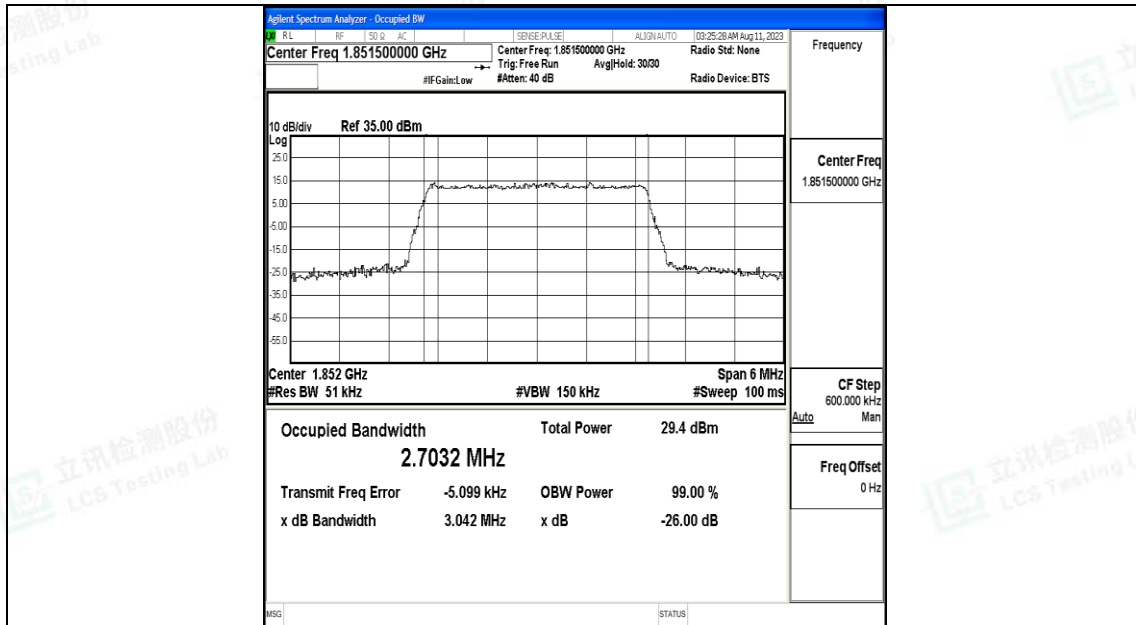 Agilent Spectrum Analyzer - Occupied BW
LXI RL RF 50 Ω AC SENSE:PULSE ALIGNAUTO 03:25:28 AM Aug 11, 2023
Center Freq 1.851500000 GHz
Center Freq: 1.851500000 GHz
Radio Std: None
Trig: Free Run Avg|Hold: 30/30
#IFGain:Low
#Atten: 40 dB
Radio Device: BTS
10 dB/div Ref 35.00 dBm
Log
25.0
15.0
5.00
-5.00
-15.0
-25.0
-35.0
-45.0
-55.0
Center 1.852 GHz Span 6 MHz
#Res BW 51 kHz #VBW 150 kHz #Sweep 100 ms
Occupied Bandwidth Total Power 29.4 dBm
2.7032 MHz
Transmit Freq Error -5.099 kHz OBW Power 99.00 %
x dB Bandwidth 3.042 MHz x dB -26.00 dB
MSG STATUS
Frequency
Center Freq
1.851500000 GHz
CF Step
600.000 kHz
Auto Man
Freq Offset
0 Hz
立讯检测股份
LCS Testing Lab
立讯检测股份